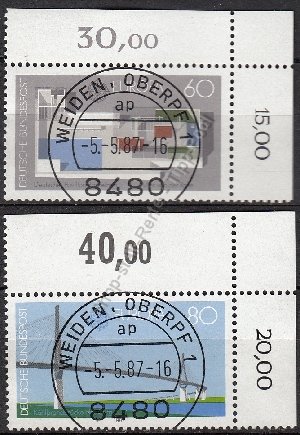 30,00
DEUTSCHE BUNDESPOST
60
15,00
WEIDEN, OBERPF 1
ap
-5.-5.87-16
8480
40,00
DEUTSCHE BUNDESPOST
80
20,00
WEIDEN, OBERPF 1
ap
-5.-5.87-16
8480